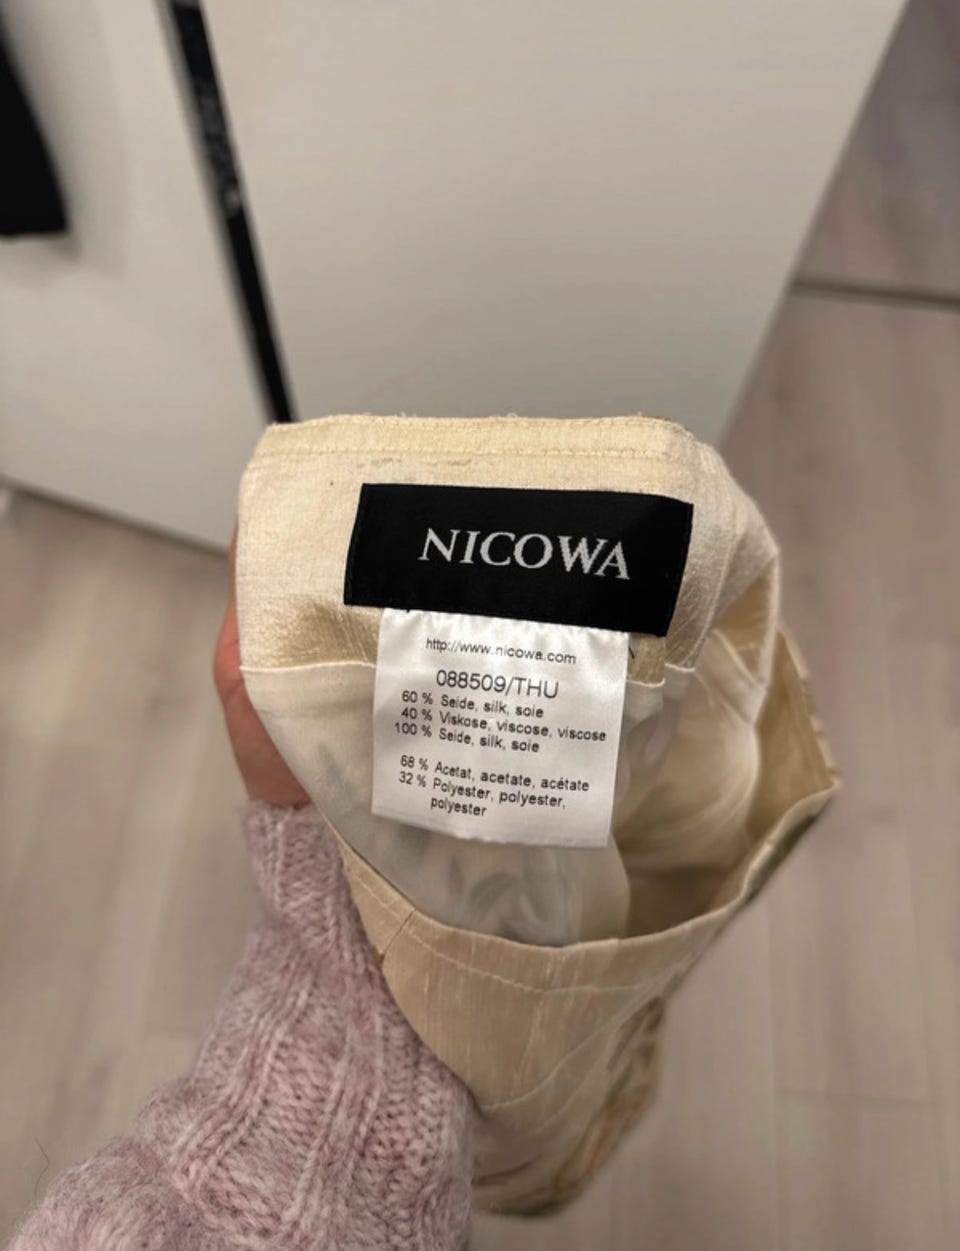 NICOWA
http://www.nicowa.com
088509/THU
60 % Seide, silk, soie
40 % Viskose, viscose, viscose
100 % Seide, silk, soie
68 % Acetat, acetate, acétate
32 % Polyester, polyester,
polyester